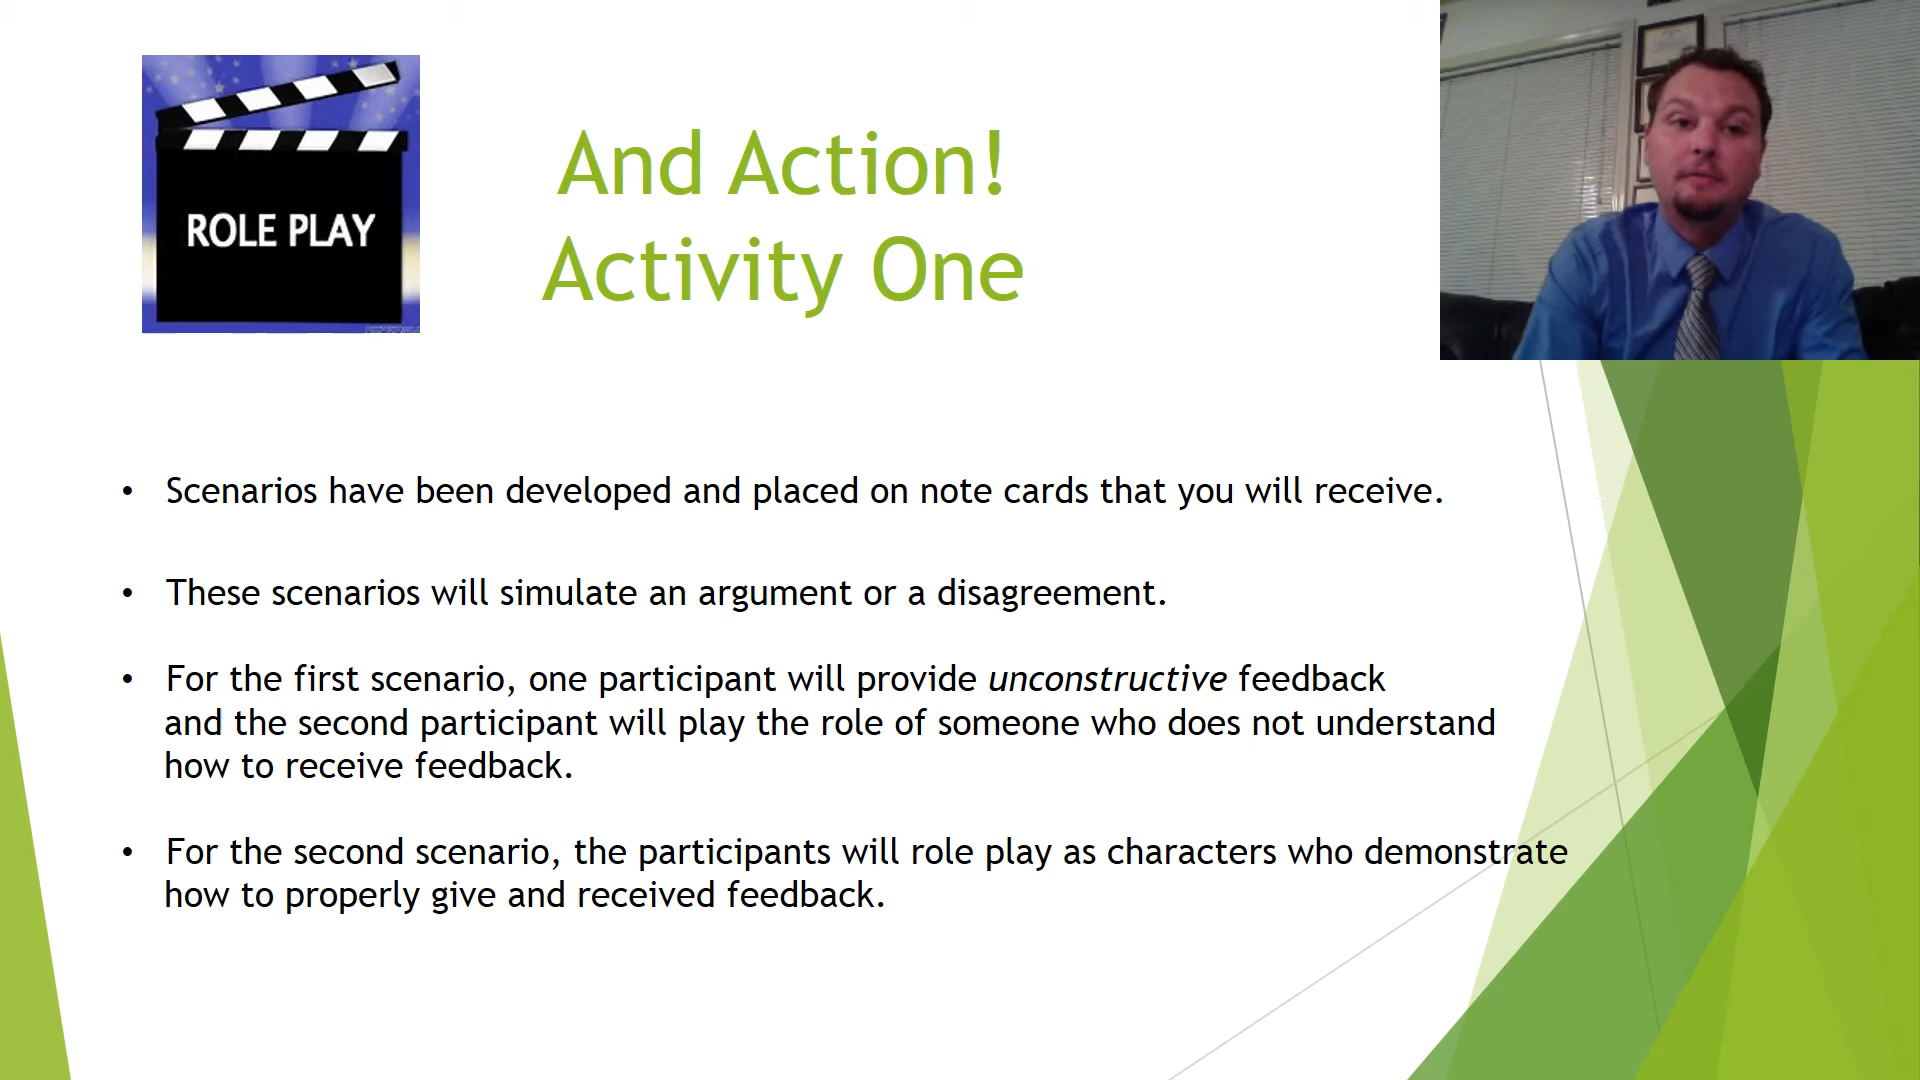 ROLE PLAY
And Action!
Activity One
• Scenarios have been developed and placed on note cards that you will receive.
• These scenarios will simulate an argument or a disagreement.
• For the first scenario, one participant will provide unconstructive feedback
and the second participant will play the role of someone who does not understand
how to receive feedback.
• For the second scenario, the participants will role play as characters who demonstrate
how to properly give and received feedback.